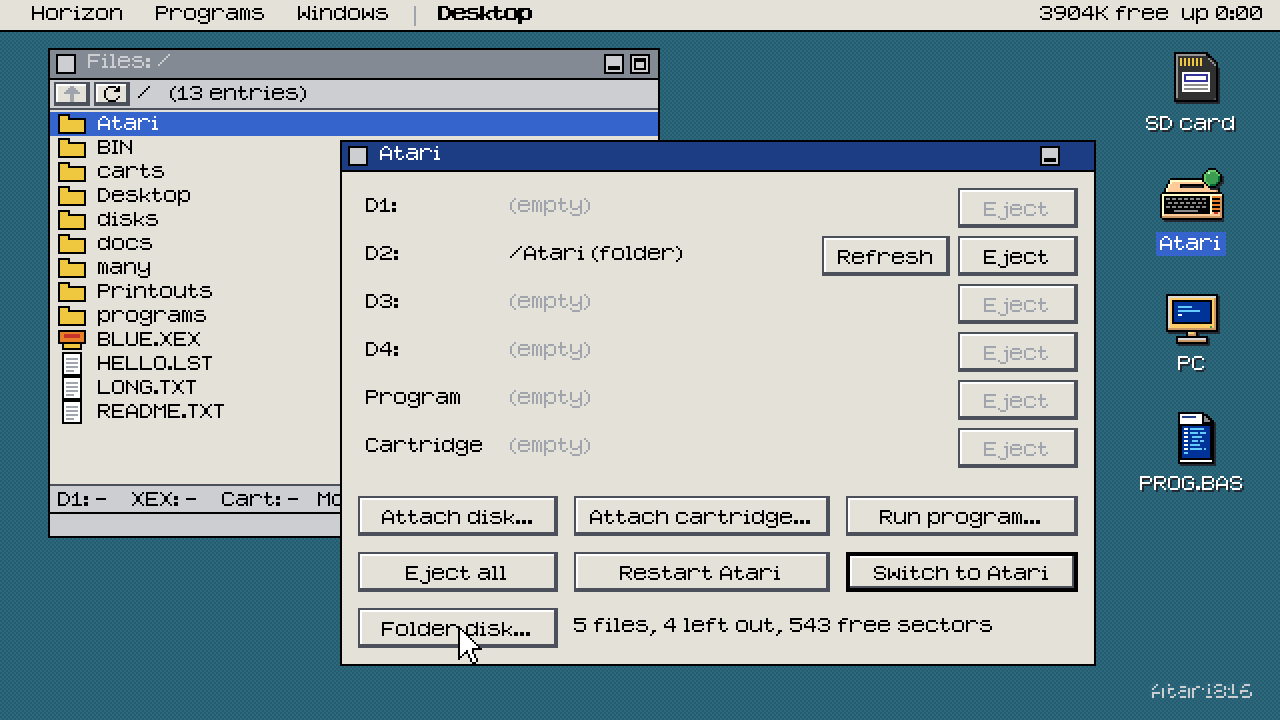 Horizon Programs Windows | Desktop 3904K free up 0:00
Files: /
/ (13 entries)
Atari
BIN
carts
Desktop
disks
docs
many
Printouts
programs
BLUE.XEX
HELLO.LST
LONG.TXT
README.TXT
D1: - XEX: - Cart: -
Atari
D1: (empty) Eject
D2: /Atari (folder) Refresh Eject
D3: (empty) Eject
D4: (empty) Eject
Program (empty) Eject
Cartridge (empty) Eject
Attach disk... Attach cartridge... Run program...
Eject all Restart Atari Switch to Atari
Folder disk... 5 files, 4 left out, 543 free sectors
SD card
Atari
PC
PROG.BAS
Atari816